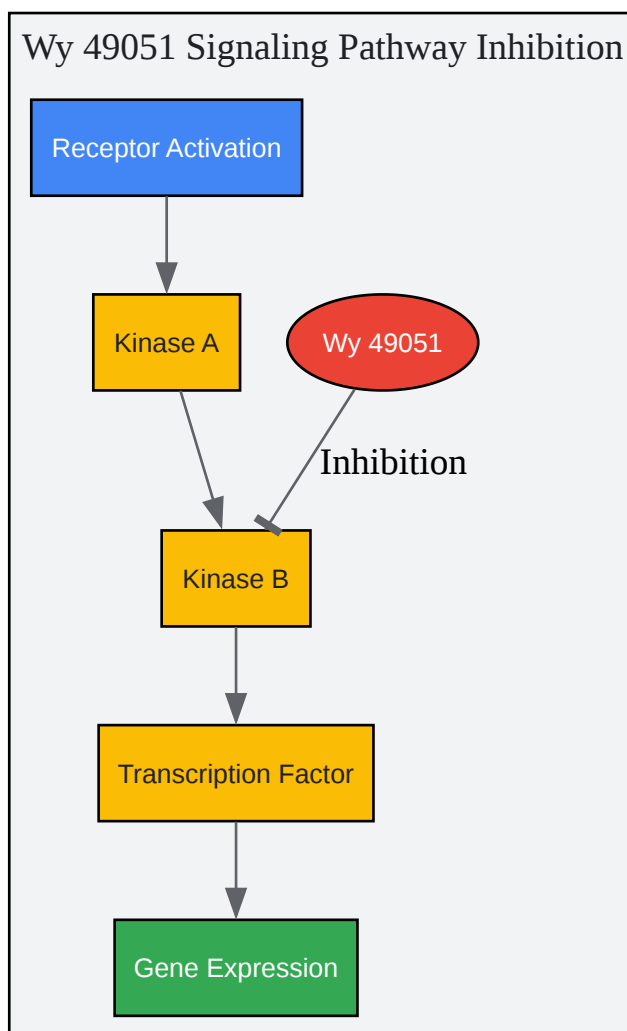 Wy 49051 Signaling Pathway Inhibition
Receptor Activation
Kinase A
Wy 49051
Inhibition
Kinase B
Transcription Factor
Gene Expression